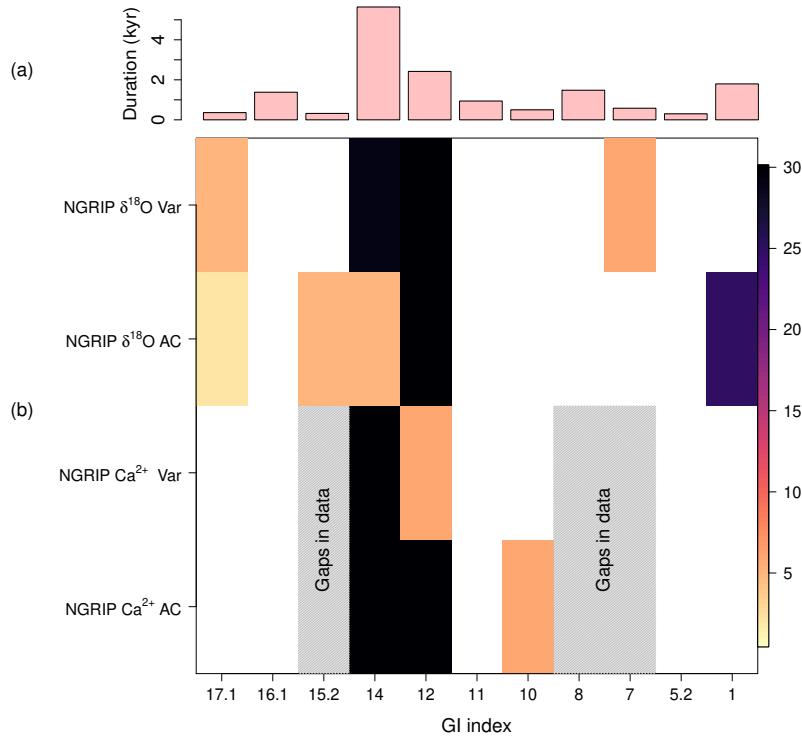 (a)
Duration (kyr)
0
2
4
(b)
NGRIP δ¹⁸O Var
NGRIP δ¹⁸O AC
NGRIP Ca²⁺ Var
NGRIP Ca²⁺ AC
Gaps in data
Gaps in data
30
25
20
15
10
5
17.1 16.1 15.2 14 12 11 10 8 7 5.2 1
GI index